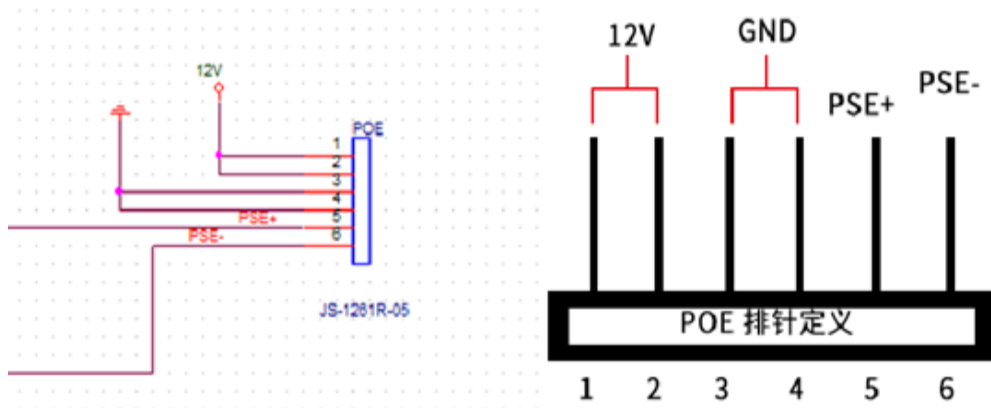 12V
POE
1
2
3
4
5
6
PSE+
PSE-
JS-1261R-05
12V
GND
PSE+
PSE-
POE 排针定义
1 2 3 4 5 6